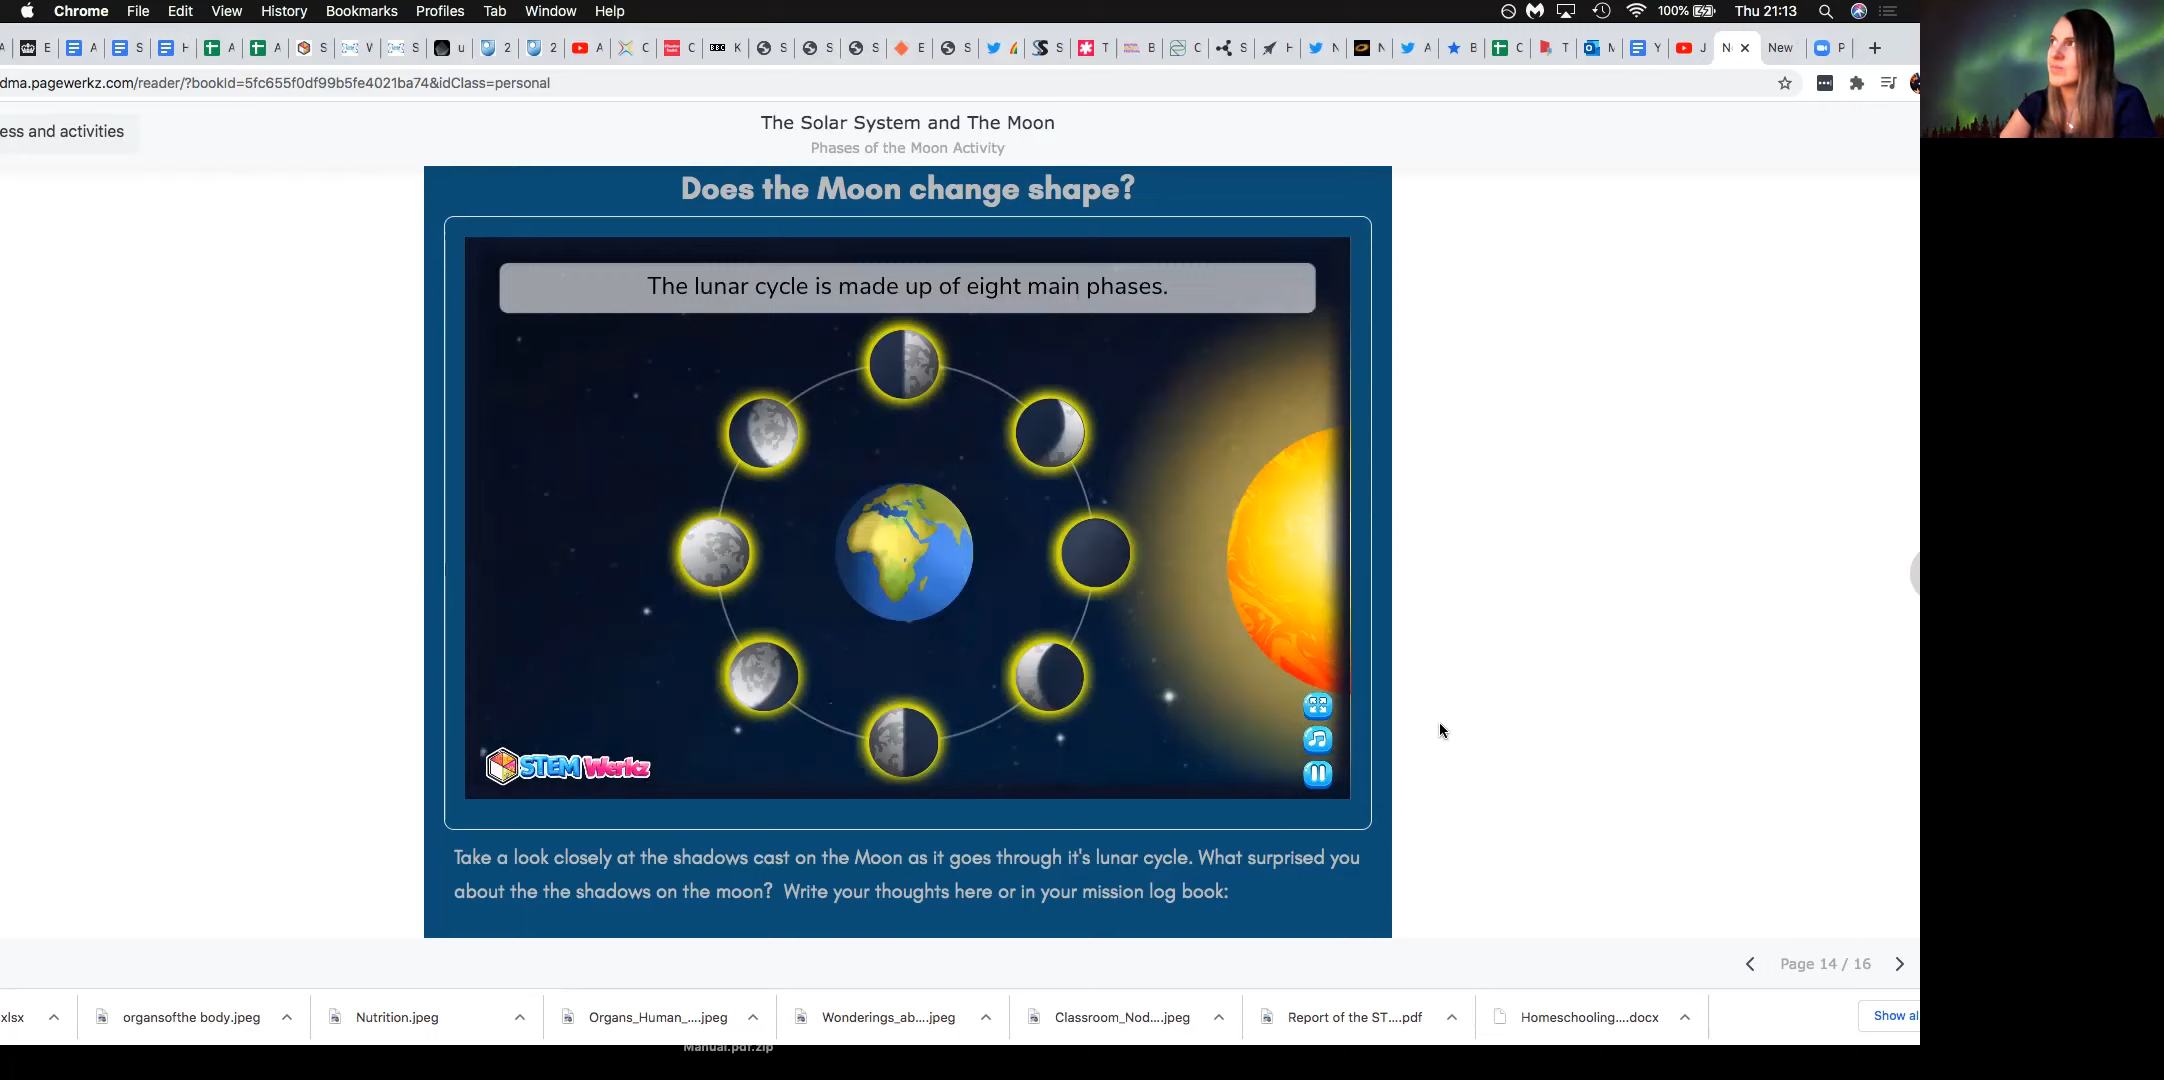 Chrome File Edit View History Bookmarks Profiles Tab Window Help 100% Thu 21:13
E A S H A A S W S u 2 2 A C C BBC K S S S E S S T B C S H N N A B C T M Y J N New P
dma.pagewerkz.com/reader/?bookId=5fc655f0df99b5fe4021ba74&idClass=personal
ess and activities
The Solar System and The Moon
Phases of the Moon Activity
Does the Moon change shape?
The lunar cycle is made up of eight main phases.
STEM Werkz
Take a look closely at the shadows cast on the Moon as it goes through it's lunar cycle. What surprised you
about the the shadows on the moon? Write your thoughts here or in your mission log book:
Page 14 / 16
xlsx organsofthe body.jpeg Nutrition.jpeg Organs_Human_....jpeg Wonderings_ab....jpeg Classroom_Nod....jpeg Report of the ST....pdf Homeschooling....docx Show al
Manual.pdf.zip